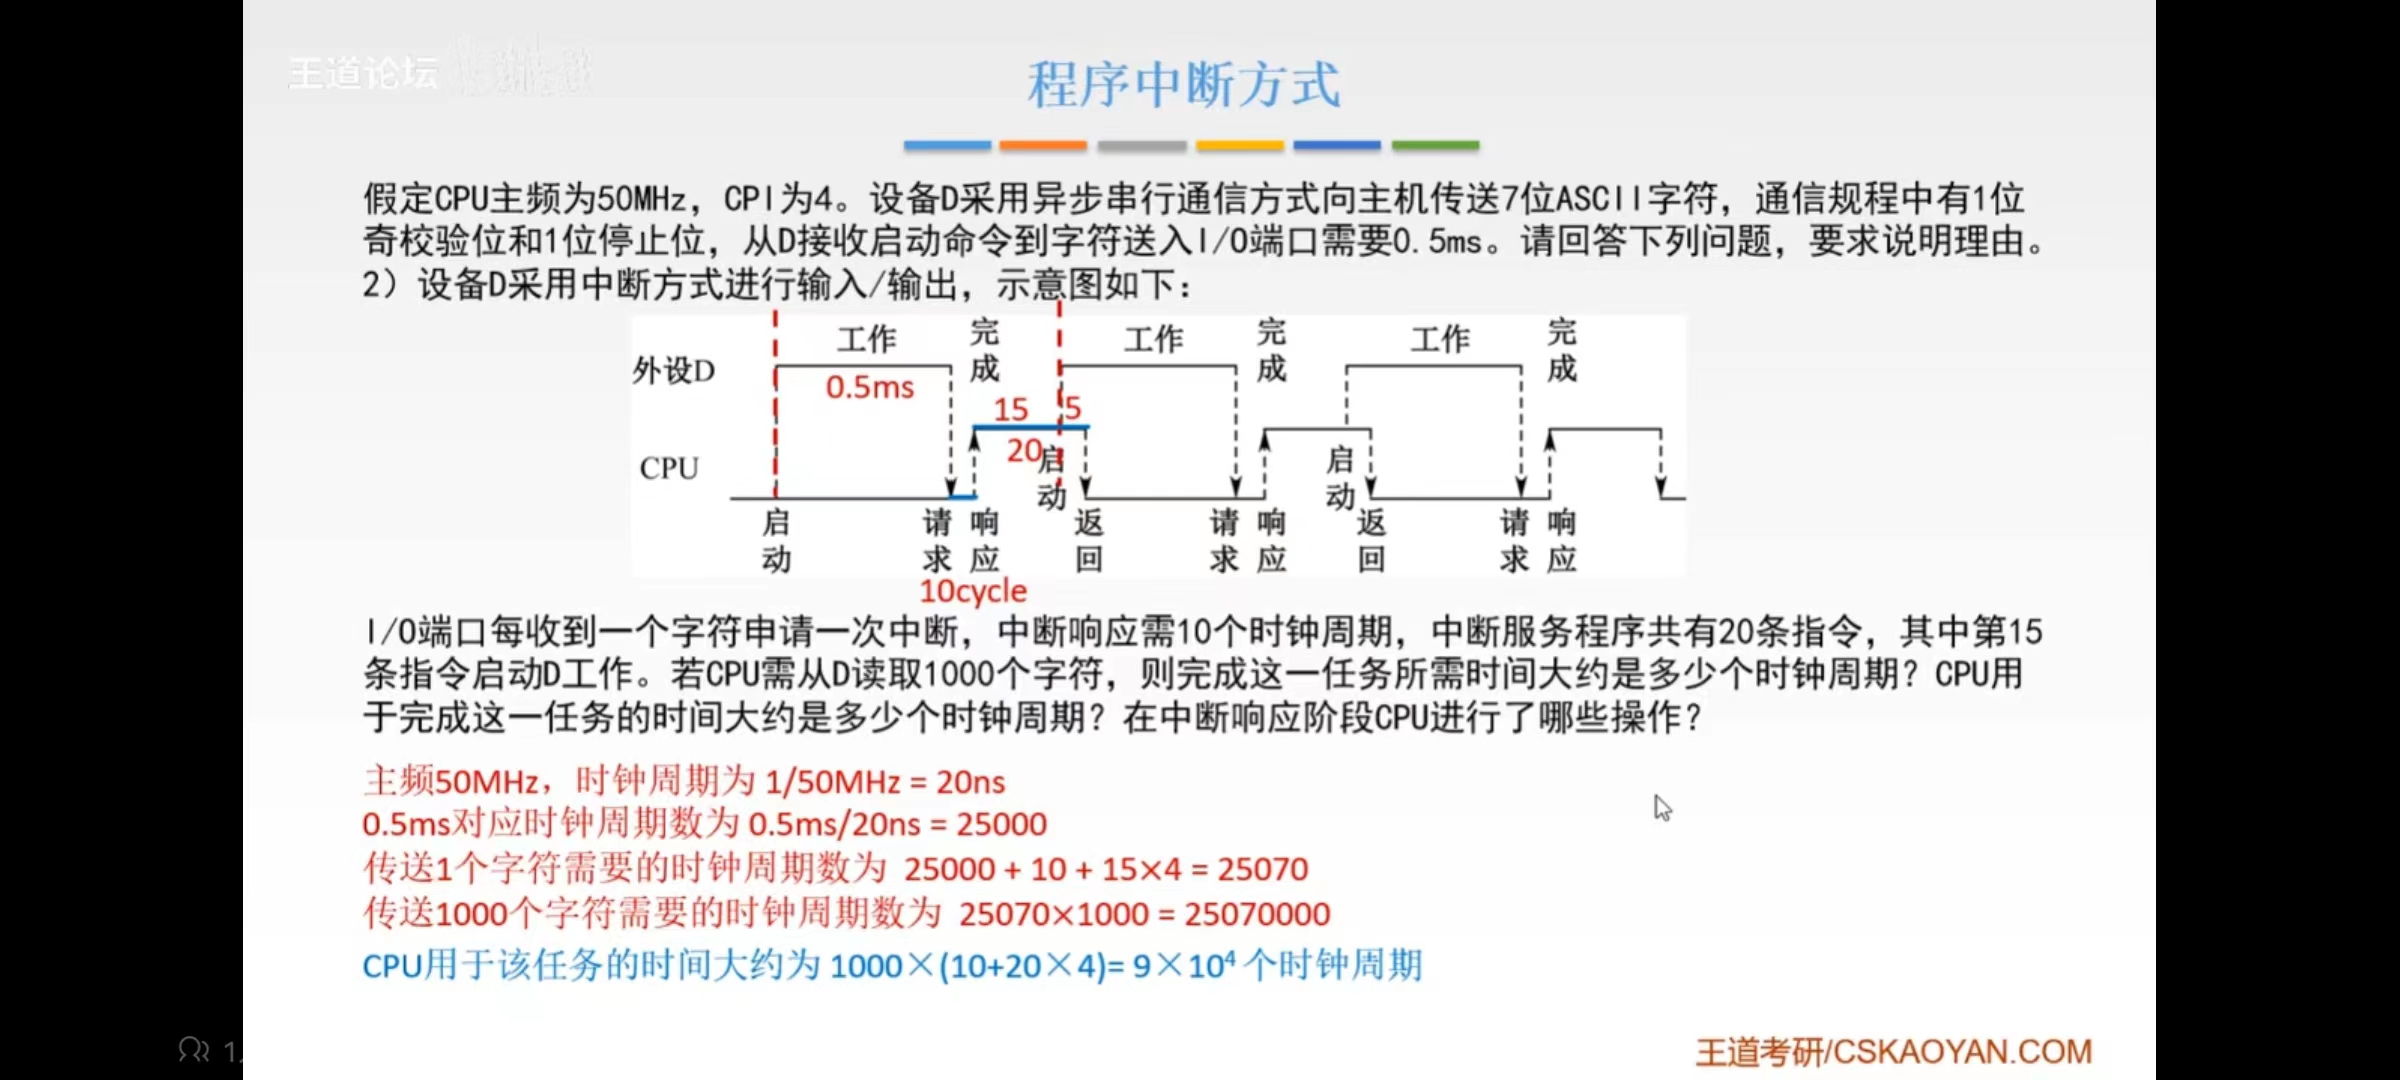 王道论坛
程序中断方式
假定CPU主频为50MHz，CPI为4。设备D采用异步串行通信方式向主机传送7位ASCII字符，通信规程中有1位
奇校验位和1位停止位，从D接收启动命令到字符送入I/O端口需要0.5ms。请回答下列问题，要求说明理由。
2）设备D采用中断方式进行输入/输出，示意图如下：
工作 完成 工作 完成 工作 完成
外设D
0.5ms
15 5
20
CPU
启动 启动
启动 请求 响应 返回 请求 响应 返回 请求 响应
10cycle
I/O端口每收到一个字符申请一次中断，中断响应需10个时钟周期，中断服务程序共有20条指令，其中第15
条指令启动D工作。若CPU需从D读取1000个字符，则完成这一任务所需时间大约是多少个时钟周期？CPU用
于完成这一任务的时间大约是多少个时钟周期？在中断响应阶段CPU进行了哪些操作？
主频50MHz，时钟周期为 1/50MHz = 20ns
0.5ms对应时钟周期数为 0.5ms/20ns = 25000
传送1个字符需要的时钟周期数为 25000 + 10 + 15×4 = 25070
传送1000个字符需要的时钟周期数为 25070×1000 = 25070000
CPU用于该任务的时间大约为 1000×(10+20×4)= 9×10⁴ 个时钟周期
王道考研/CSKAOYAN.COM